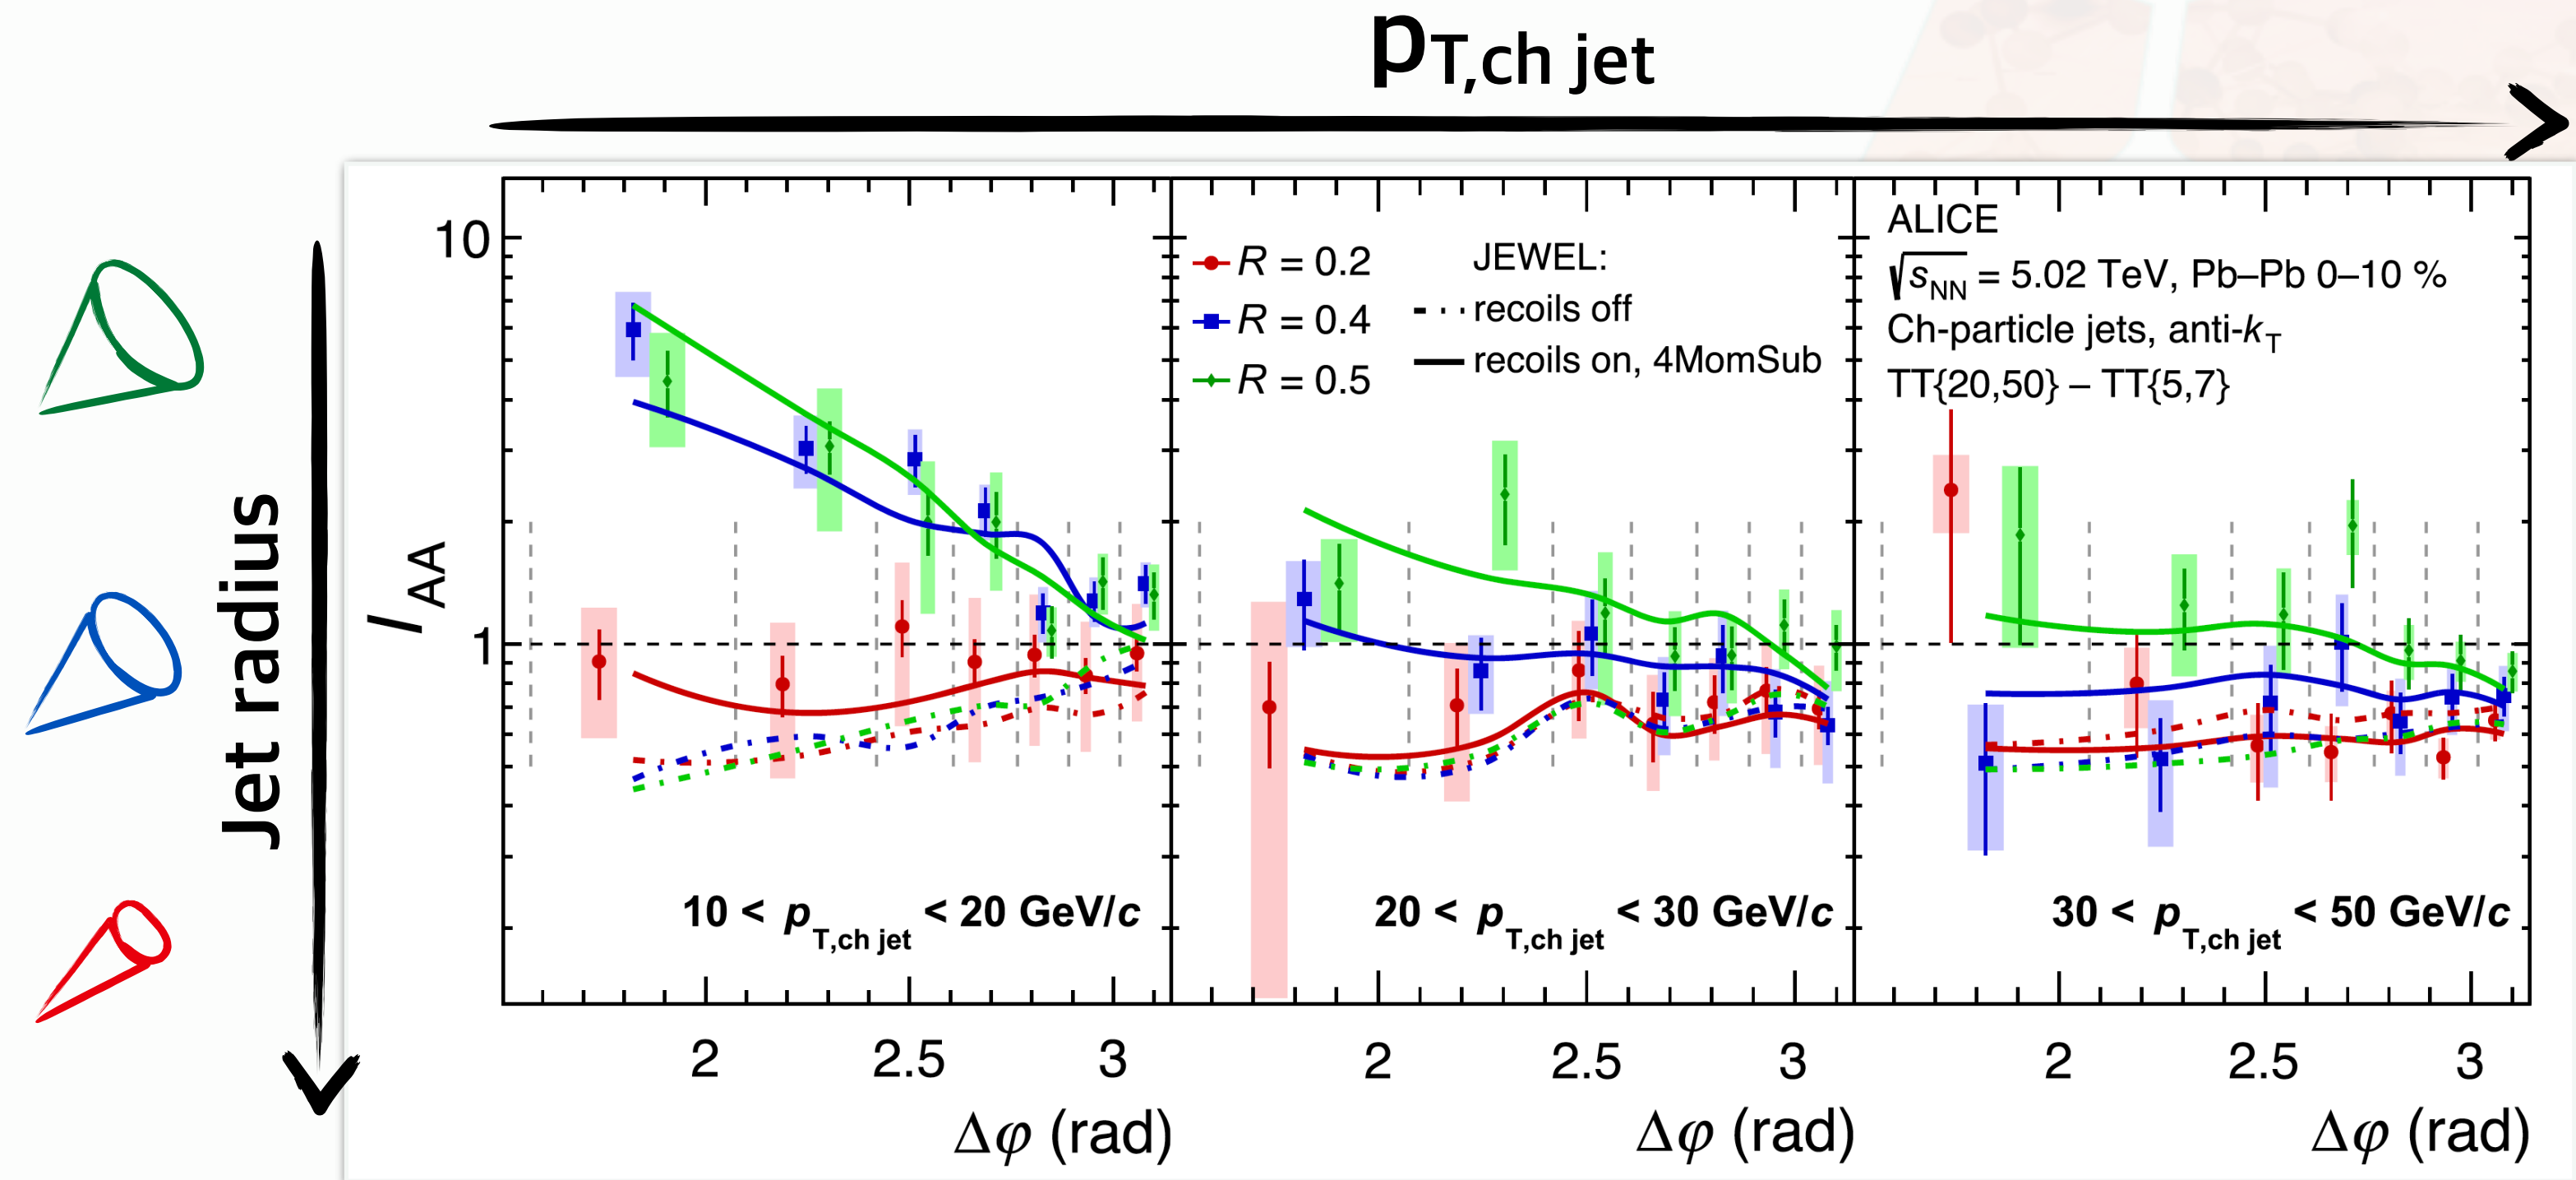 pT,ch jet
Jet radius
IAA
10
1
R = 0.2
R = 0.4
R = 0.5
JEWEL:
recoils off
recoils on, 4MomSub
ALICE
√sNN = 5.02 TeV, Pb–Pb 0–10 %
Ch-particle jets, anti-kT
TT{20,50} – TT{5,7}
10 < pT,ch jet < 20 GeV/c
20 < pT,ch jet < 30 GeV/c
30 < pT,ch jet < 50 GeV/c
2 2.5 3
2 2.5 3
2 2.5 3
Δφ (rad)
Δφ (rad)
Δφ (rad)